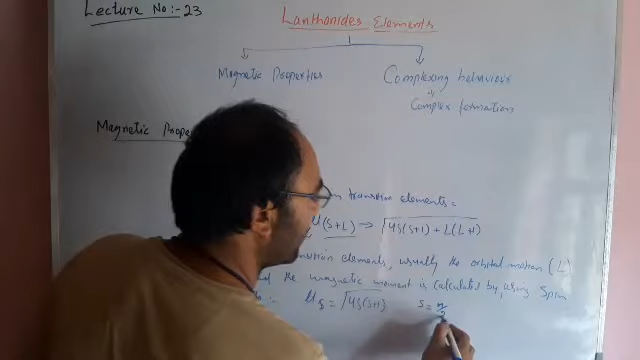 Lecture No:- 23
Lanthanides Elements
Magnetic Properties
Complexing behaviour
Complex formation
Magnetic Prope
transition elements:-
μ(S+L) → √4S(S+1) + L(L+1)
transition elements, usually the orbital motion (L)
and the magnetic moment is calculated by, using Spin
μs = √4S(S+1) S = n/2